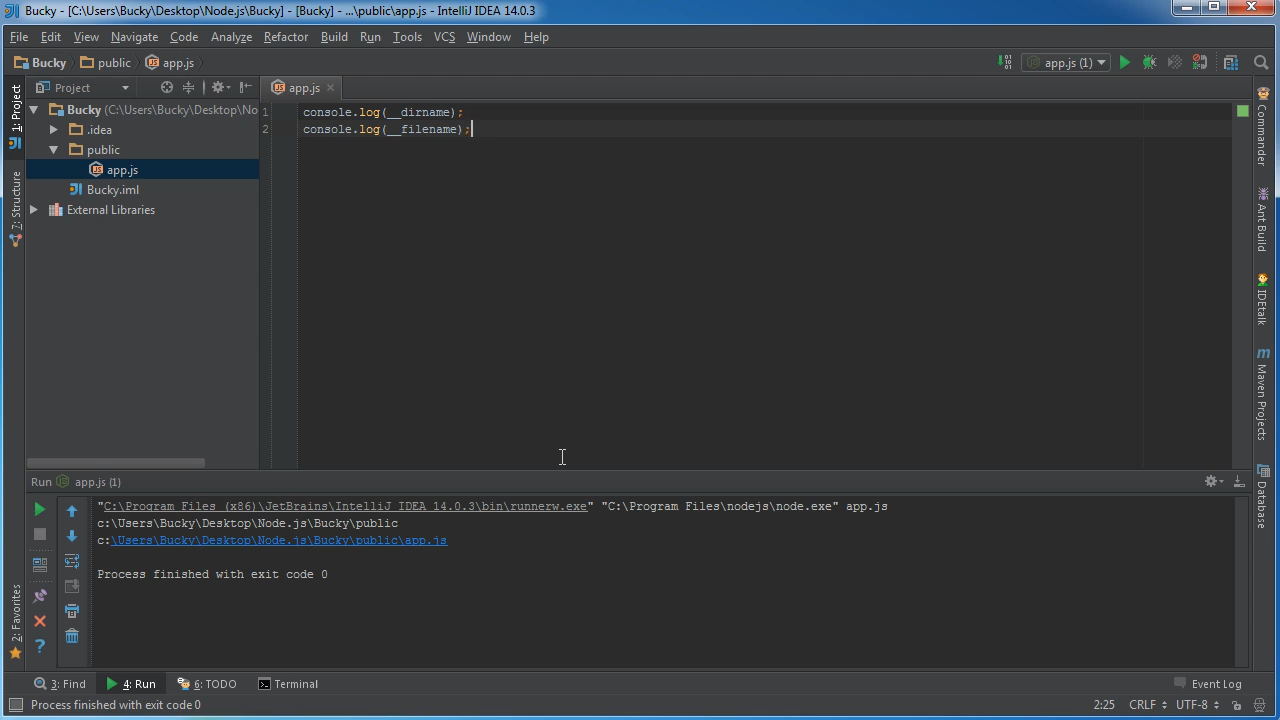 Bucky - [C:\Users\Bucky\Desktop\Node.js\Bucky] - [Bucky] - ...\public\app.js - IntelliJ IDEA 14.0.3
File Edit View Navigate Code Analyze Refactor Build Run Tools VCS Window Help
Bucky public app.js
app.js (1)
1: Project
7: Structure
2: Favorites
Project
app.js
Bucky (C:\Users\Bucky\Desktop\No
.idea
public
app.js
Bucky.iml
External Libraries
1 console.log(__dirname);
2 console.log(__filename);
Commander
Ant Build
IDEtalk
Maven Projects
Database
Run app.js (1)
"C:\Program Files (x86)\JetBrains\IntelliJ IDEA 14.0.3\bin\runnerw.exe" "C:\Program Files\nodejs\node.exe" app.js
c:\Users\Bucky\Desktop\Node.js\Bucky\public
c:\Users\Bucky\Desktop\Node.js\Bucky\public\app.js
Process finished with exit code 0
3: Find 4: Run 6: TODO Terminal Event Log
Process finished with exit code 0 2:25 CRLF UTF-8